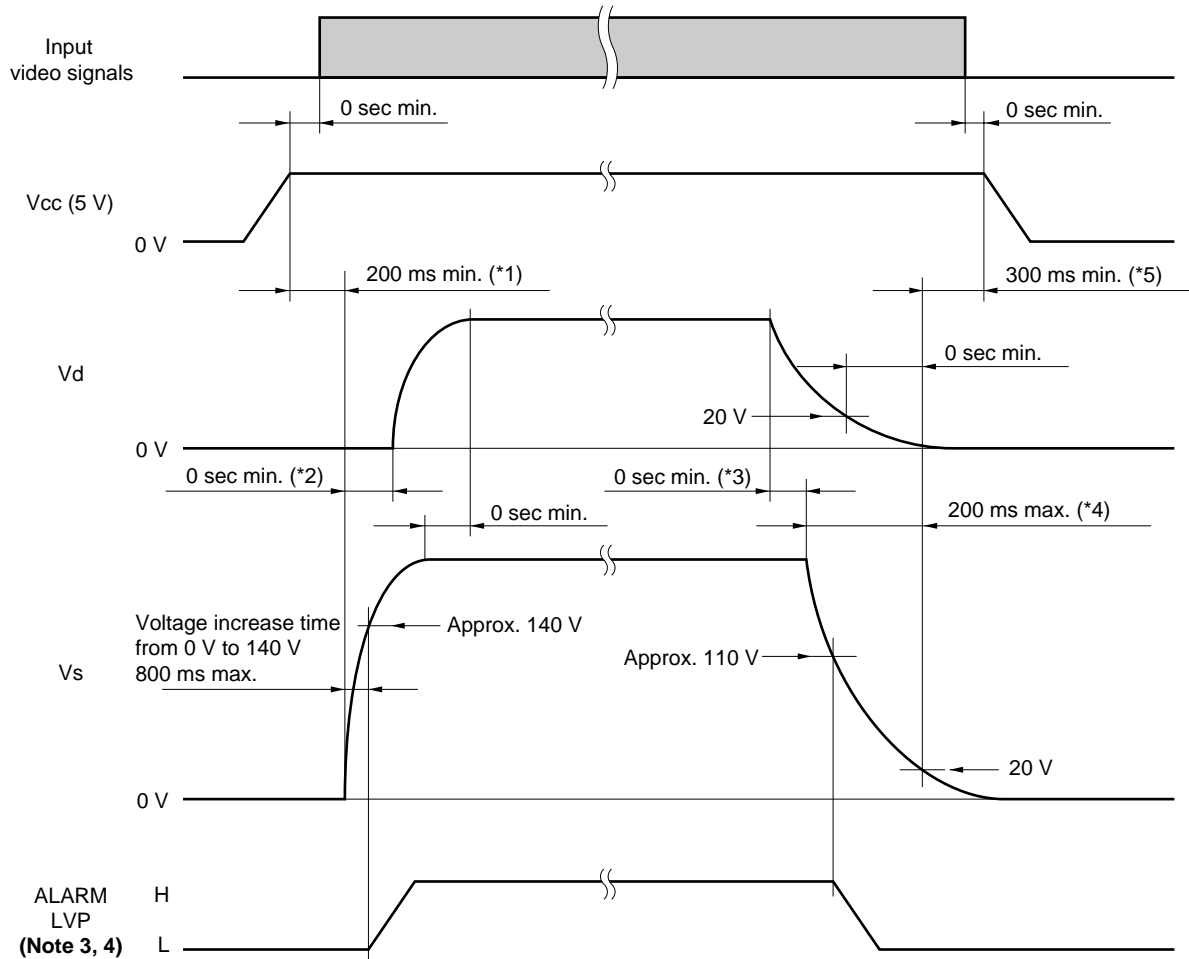 Input
video signals
0 sec min.
0 sec min.
Vcc (5 V)
0 V
200 ms min. (*1)
300 ms min. (*5)
Vd
0 sec min.
20 V
0 V
0 sec min. (*2)
0 sec min. (*3)
0 sec min.
200 ms max. (*4)
Voltage increase time
from 0 V to 140 V
800 ms max.
Approx. 140 V
Approx. 110 V
Vs
20 V
0 V
ALARM
LVP
(Note 3, 4)
H
L